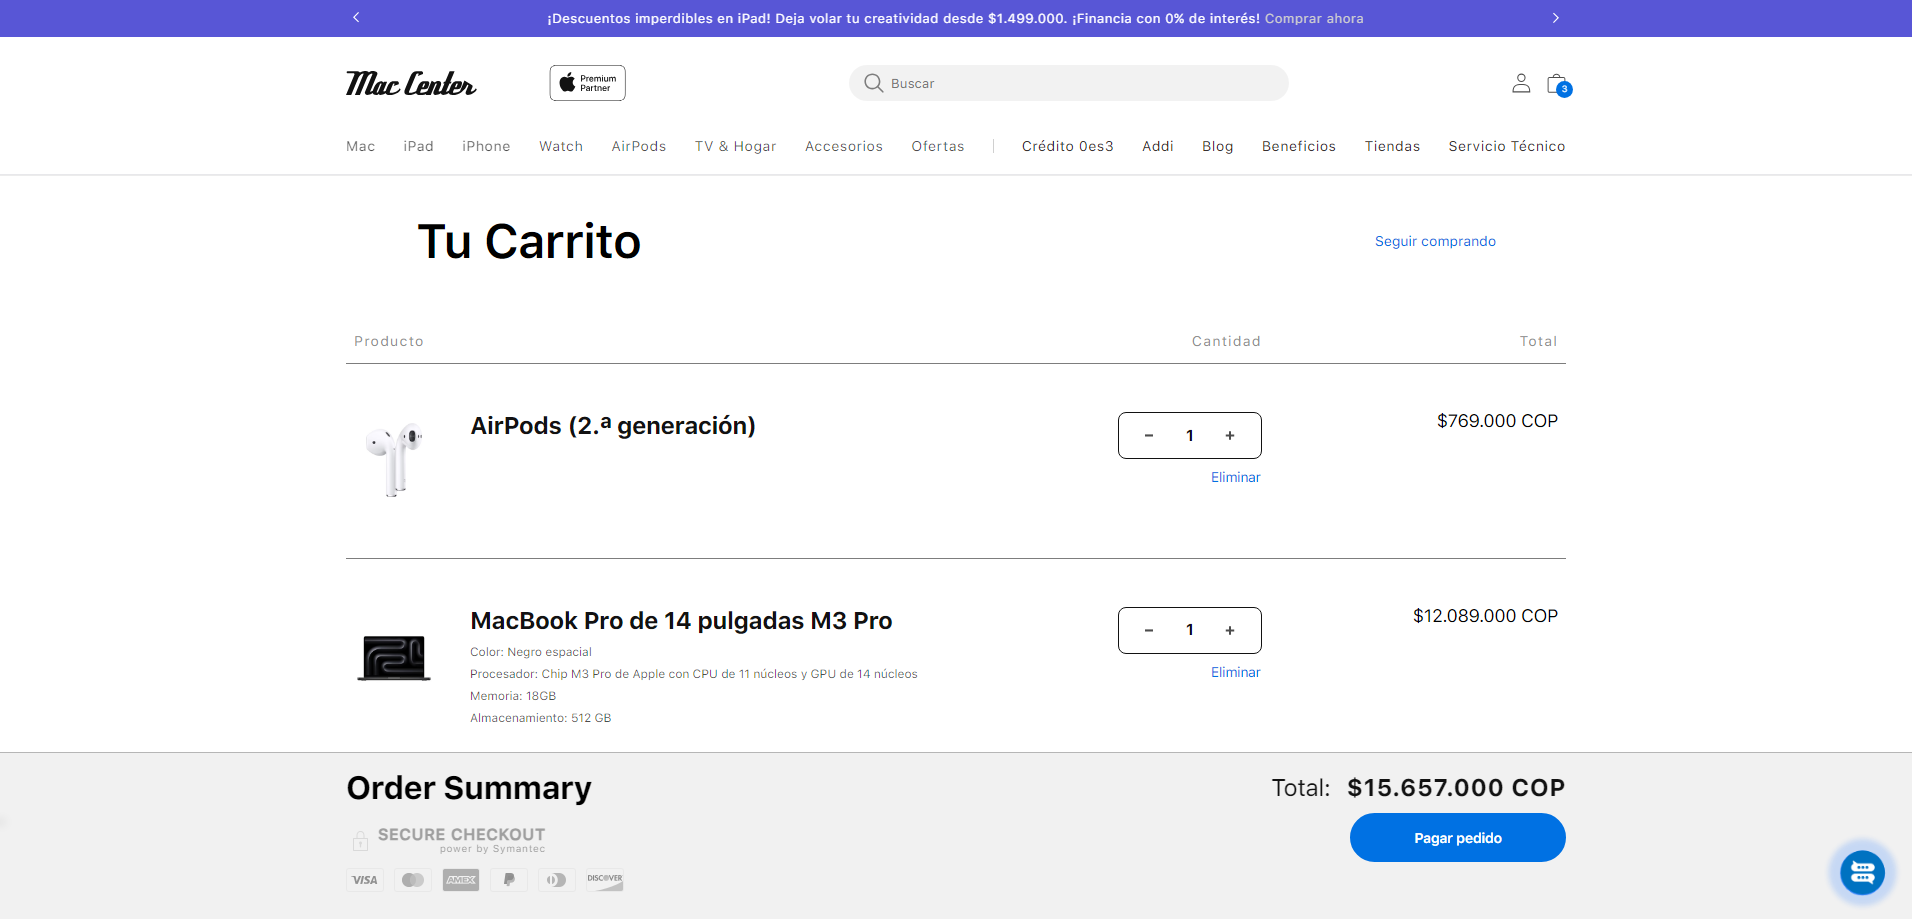 ¡Descuentos imperdibles en iPad! Deja volar tu creatividad desde $1.499.000. ¡Financia con 0% de interés! Comprar ahora
Mac Center
Premium
Partner
Buscar
3
Mac iPad iPhone Watch AirPods TV & Hogar Accesorios Ofertas Crédito 0es3 Addi Blog Beneficios Tiendas Servicio Técnico
Tu Carrito
Seguir comprando
Producto Cantidad Total
AirPods (2.ª generación)
- 1 +
$769.000 COP
Eliminar
MacBook Pro de 14 pulgadas M3 Pro
- 1 +
$12.089.000 COP
Color: Negro espacial
Procesador: Chip M3 Pro de Apple con CPU de 11 núcleos y GPU de 14 núcleos
Eliminar
Memoria: 18GB
Almacenamiento: 512 GB
Order Summary
Total: $15.657.000 COP
SECURE CHECKOUT
power by Symantec
Pagar pedido
VISA
AMEX
DISCOVER